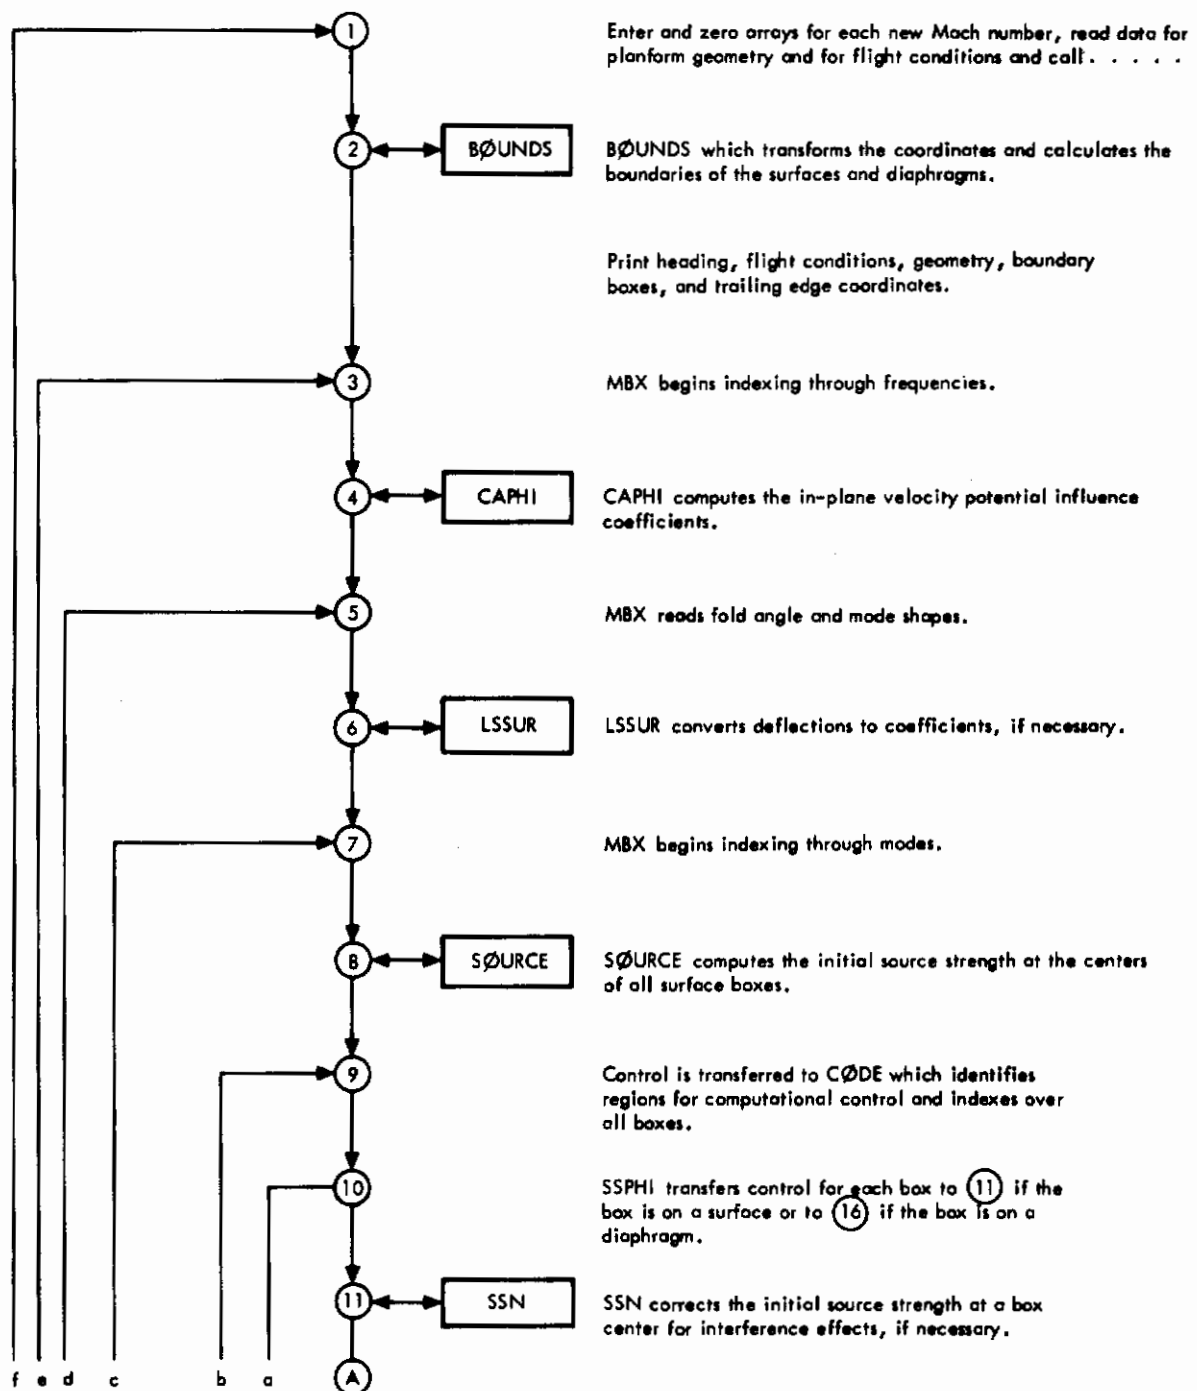 1
Enter and zero arrays for each new Mach number, read data for
planform geometry and for flight conditions and call . . . . .
2
BØUNDS
BØUNDS which transforms the coordinates and calculates the
boundaries of the surfaces and diaphragms.
Print heading, flight conditions, geometry, boundary
boxes, and trailing edge coordinates.
3
MBX begins indexing through frequencies.
4
CAPHI
CAPHI computes the in-plane velocity potential influence
coefficients.
5
MBX reads fold angle and mode shapes.
6
LSSUR
LSSUR converts deflections to coefficients, if necessary.
7
MBX begins indexing through modes.
8
SØURCE
SØURCE computes the initial source strength at the centers
of all surface boxes.
9
Control is transferred to CØDE which identifies
regions for computational control and indexes over
all boxes.
10
SSPHI transfers control for each box to 11 if the
box is on a surface or to 16 if the box is on a
diaphragm.
11
SSN
SSN corrects the initial source strength at a box
center for interference effects, if necessary.
f e d c b a A